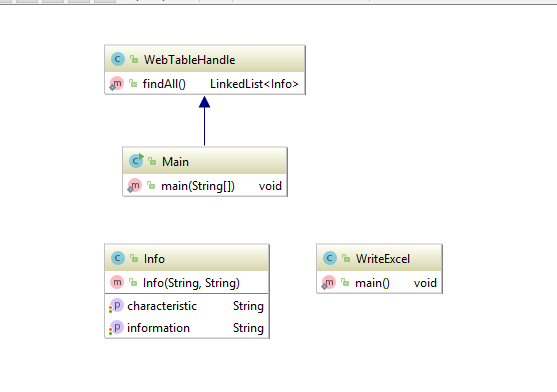 WebTableHandle
findAll() LinkedList<Info>
Main
main(String[]) void
Info
Info(String, String)
characteristic String
information String
WriteExcel
main() void